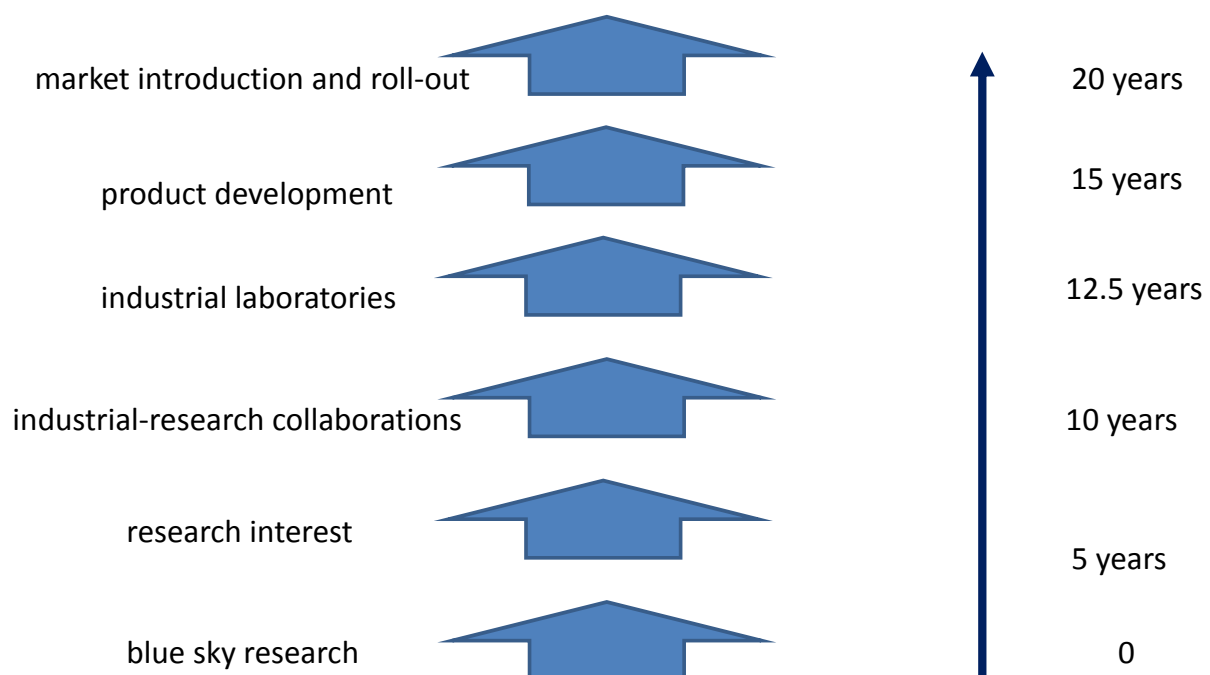 market introduction and roll-out
20 years
product development
15 years
industrial laboratories
12.5 years
industrial-research collaborations
10 years
research interest
5 years
blue sky research
0